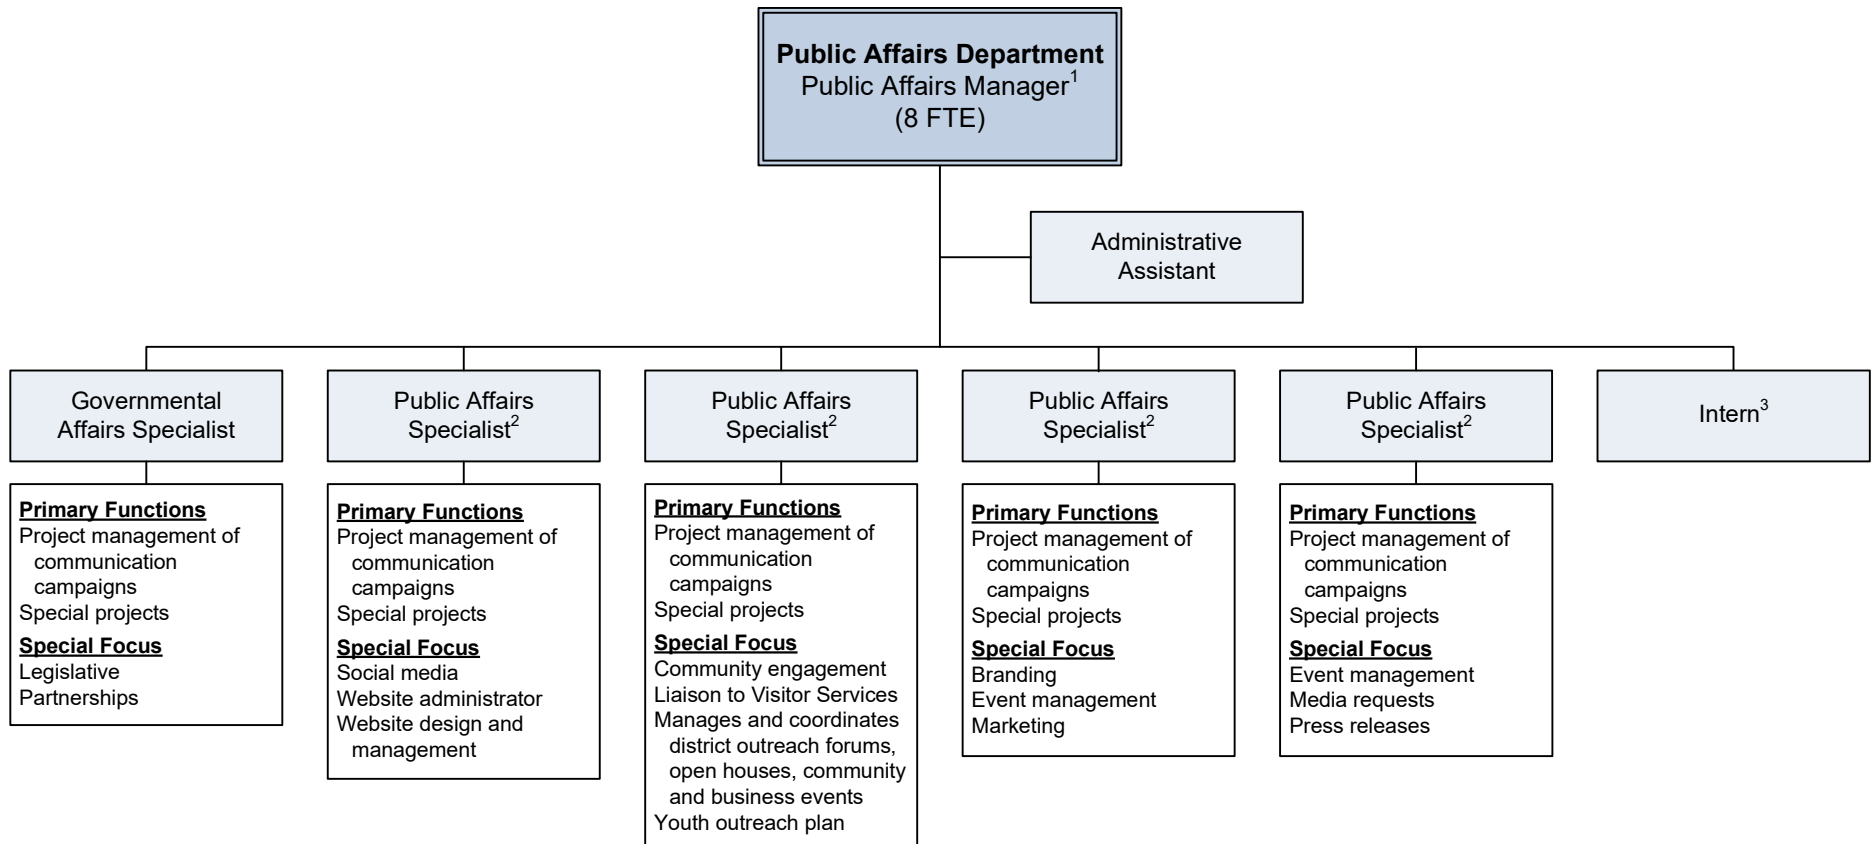 Public Affairs Department
Public Affairs Manager1
(8 FTE)
Administrative
Assistant
Governmental
Affairs Specialist
Public Affairs
Specialist2
Public Affairs
Specialist2
Public Affairs
Specialist2
Public Affairs
Specialist2
Intern3
Primary Functions
Project management of
communication
campaigns
Special projects
Special Focus
Legislative
Partnerships
Primary Functions
Project management of
communication
campaigns
Special projects
Special Focus
Social media
Website administrator
Website design and
management
Primary Functions
Project management of
communication
campaigns
Special projects
Special Focus
Community engagement
Liaison to Visitor Services
Manages and coordinates
district outreach forums,
open houses, community
and business events
Youth outreach plan
Primary Functions
Project management of
communication
campaigns
Special projects
Special Focus
Branding
Event management
Marketing
Primary Functions
Project management of
communication
campaigns
Special projects
Special Focus
Event management
Media requests
Press releases